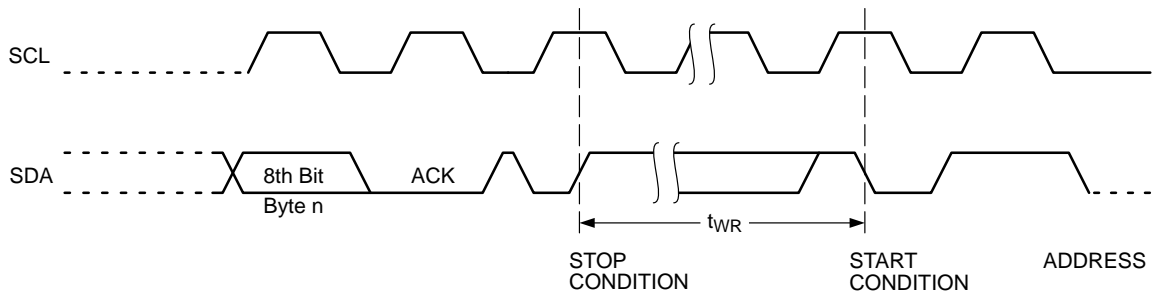 SCL
SDA
8th Bit
Byte n
ACK
tWR
STOP
CONDITION
START
CONDITION
ADDRESS